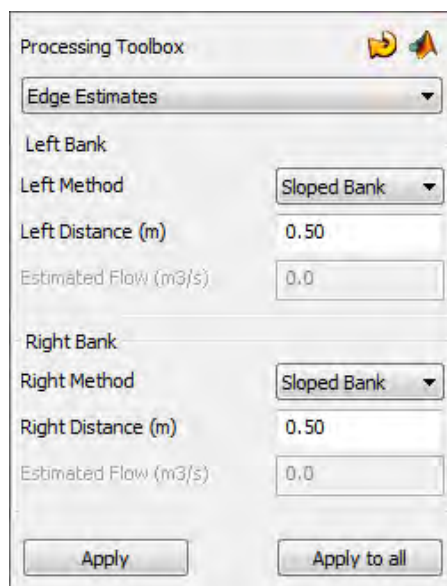 Processing Toolbox
Edge Estimates
Left Bank
Left Method Sloped Bank
Left Distance (m) 0.50
Estimated Flow (m3/s) 0.0
Right Bank
Right Method Sloped Bank
Right Distance (m) 0.50
Estimated Flow (m3/s) 0.0
Apply Apply to all